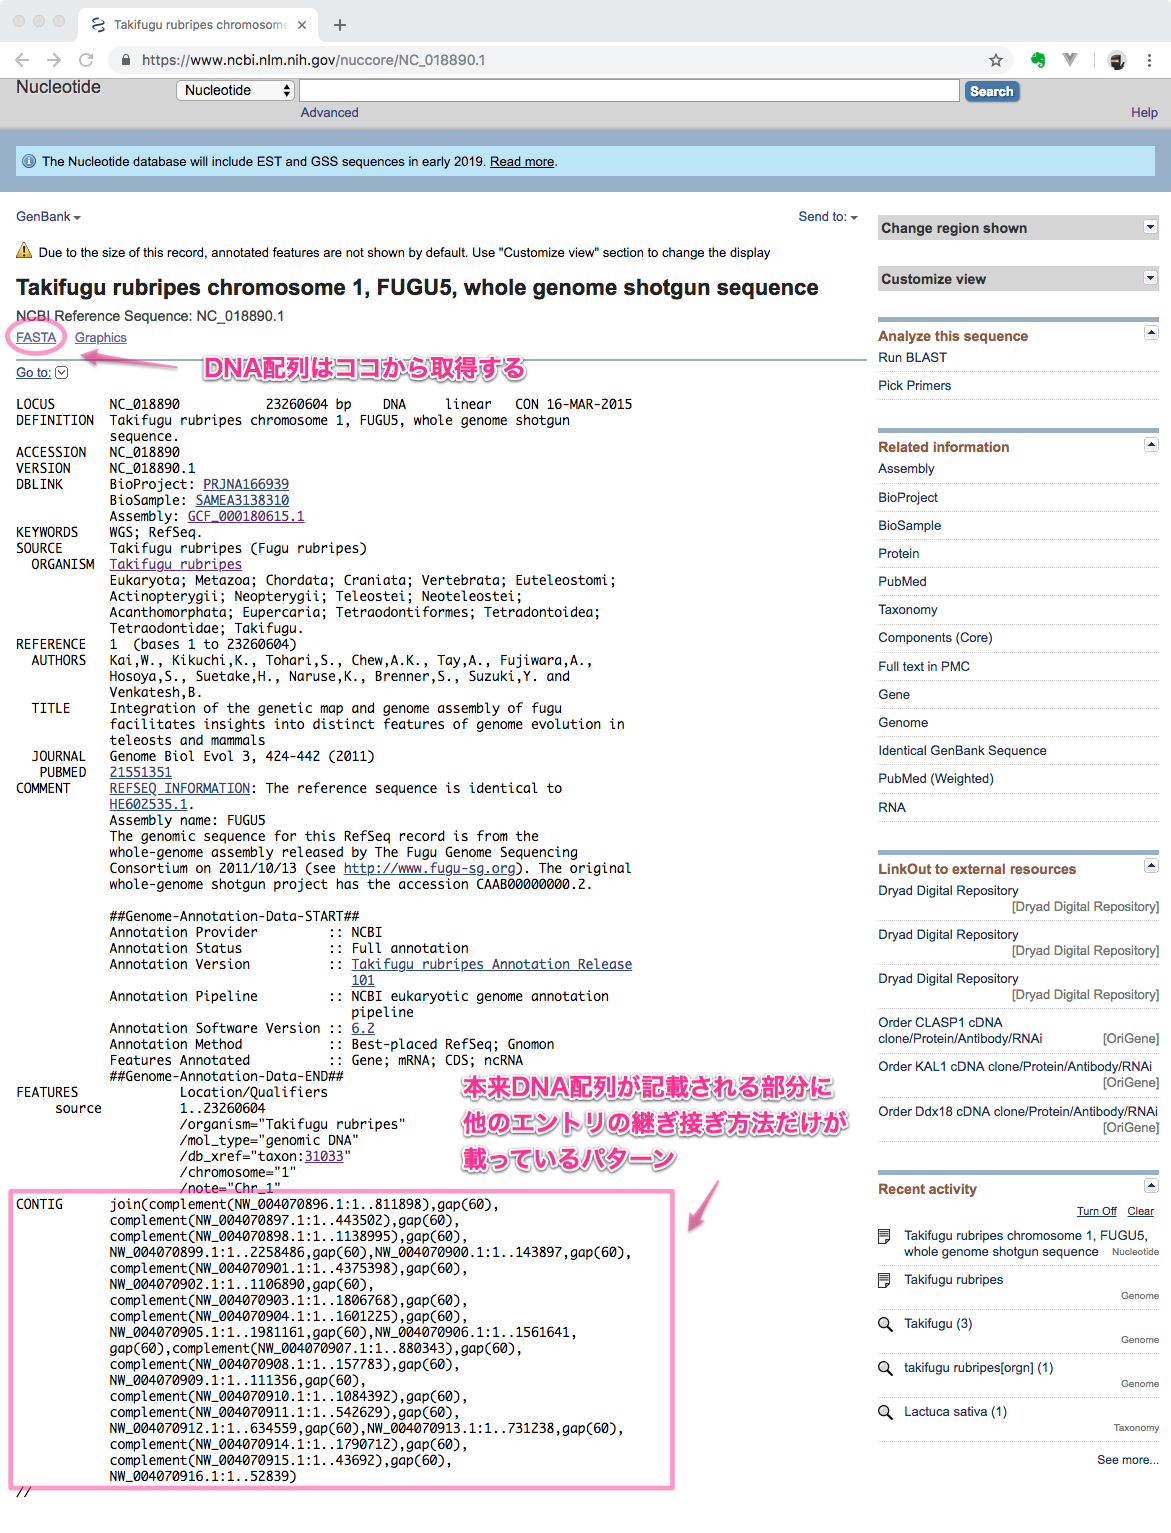 Takifugu rubripes chromosome
https://www.ncbi.nlm.nih.gov/nuccore/NC_018890.1
Nucleotide
Nucleotide
Search
Advanced
Help
The Nucleotide database will include EST and GSS sequences in early 2019. Read more.
GenBank
Send to:
Due to the size of this record, annotated features are not shown by default. Use "Customize view" section to change the display
Takifugu rubripes chromosome 1, FUGU5, whole genome shotgun sequence
NCBI Reference Sequence: NC_018890.1
FASTA Graphics
DNA配列はココから取得する
Go to:
LOCUS NC_018890 23260604 bp DNA linear CON 16-MAR-2015
DEFINITION Takifugu rubripes chromosome 1, FUGU5, whole genome shotgun
sequence.
ACCESSION NC_018890
VERSION NC_018890.1
DBLINK BioProject: PRJNA166939
BioSample: SAMEA3138310
Assembly: GCF_000180615.1
KEYWORDS WGS; RefSeq.
SOURCE Takifugu rubripes (Fugu rubripes)
ORGANISM Takifugu rubripes
Eukaryota; Metazoa; Chordata; Craniata; Vertebrata; Euteleostomi;
Actinopterygii; Neopterygii; Teleostei; Neoteleostei;
Acanthomorphata; Eupercaria; Tetraodontiformes; Tetradontoidea;
Tetraodontidae; Takifugu.
REFERENCE 1 (bases 1 to 23260604)
AUTHORS Kai,W., Kikuchi,K., Tohari,S., Chew,A.K., Tay,A., Fujiwara,A.,
Hosoya,S., Suetake,H., Naruse,K., Brenner,S., Suzuki,Y. and
Venkatesh,B.
TITLE Integration of the genetic map and genome assembly of fugu
facilitates insights into distinct features of genome evolution in
teleosts and mammals
JOURNAL Genome Biol Evol 3, 424-442 (2011)
PUBMED 21551351
COMMENT REFSEQ INFORMATION: The reference sequence is identical to
HE602535.1.
Assembly name: FUGU5
The genomic sequence for this RefSeq record is from the
whole-genome assembly released by The Fugu Genome Sequencing
Consortium on 2011/10/13 (see http://www.fugu-sg.org). The original
whole-genome shotgun project has the accession CAAB00000000.2.
##Genome-Annotation-Data-START##
Annotation Provider :: NCBI
Annotation Status :: Full annotation
Annotation Version :: Takifugu rubripes Annotation Release
101
Annotation Pipeline :: NCBI eukaryotic genome annotation
pipeline
Annotation Software Version :: 6.2
Annotation Method :: Best-placed RefSeq; Gnomon
Features Annotated :: Gene; mRNA; CDS; ncRNA
##Genome-Annotation-Data-END##
FEATURES Location/Qualifiers
source 1..23260604
/organism="Takifugu rubripes"
/mol_type="genomic DNA"
/db_xref="taxon:31033"
/chromosome="1"
/note="Chr_1"
本来DNA配列が記載される部分に
他のエントリの継ぎ接ぎ方法だけが
載っているパターン
CONTIG join(complement(NW_004070896.1:1..811898),gap(60),
complement(NW_004070897.1:1..443502),gap(60),
complement(NW_004070898.1:1..1138995),gap(60),
NW_004070899.1:1..2258486,gap(60),NW_004070900.1:1..143897,gap(60),
complement(NW_004070901.1:1..4375398),gap(60),
NW_004070902.1:1..1106890,gap(60),
complement(NW_004070903.1:1..1806768),gap(60),
complement(NW_004070904.1:1..1601225),gap(60),
NW_004070905.1:1..1981161,gap(60),NW_004070906.1:1..1561641,
gap(60),complement(NW_004070907.1:1..880343),gap(60),
complement(NW_004070908.1:1..157783),gap(60),
NW_004070909.1:1..111356,gap(60),
complement(NW_004070910.1:1..1084392),gap(60),
complement(NW_004070911.1:1..542629),gap(60),
NW_004070912.1:1..634559,gap(60),NW_004070913.1:1..731238,gap(60),
complement(NW_004070914.1:1..1790712),gap(60),
complement(NW_004070915.1:1..43692),gap(60),
NW_004070916.1:1..52839)
//
Change region shown
Customize view
Analyze this sequence
Run BLAST
Pick Primers
Related information
Assembly
BioProject
BioSample
Protein
PubMed
Taxonomy
Components (Core)
Full text in PMC
Gene
Genome
Identical GenBank Sequence
PubMed (Weighted)
RNA
LinkOut to external resources
Dryad Digital Repository
[Dryad Digital Repository]
Dryad Digital Repository
[Dryad Digital Repository]
Dryad Digital Repository
[Dryad Digital Repository]
Order CLASP1 cDNA
clone/Protein/Antibody/RNAi [OriGene]
Order KAL1 cDNA clone/Protein/Antibody/RNAi
[OriGene]
Order Ddx18 cDNA clone/Protein/Antibody/RNAi
[OriGene]
Recent activity
Turn Off Clear
Takifugu rubripes chromosome 1, FUGU5,
whole genome shotgun sequence Nucleotide
Takifugu rubripes
Genome
Takifugu (3)
Genome
takifugu rubripes[orgn] (1)
Genome
Lactuca sativa (1)
Taxonomy
See more...